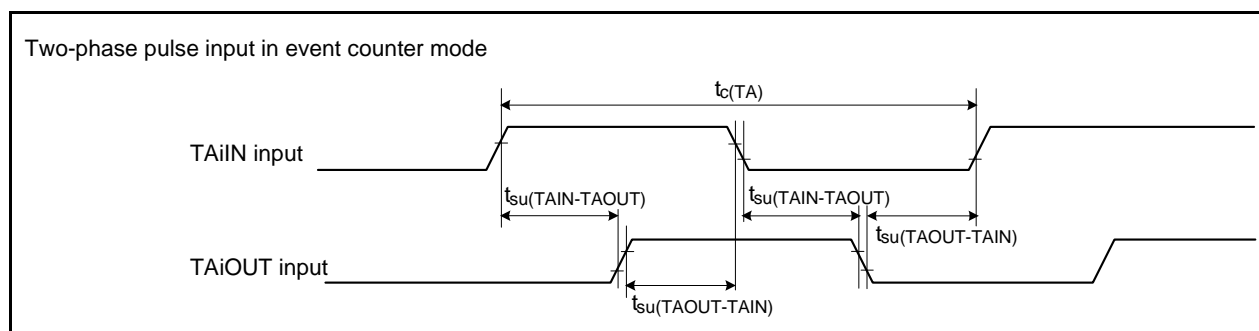 Two-phase pulse input in event counter mode
tc(TA)
TAiIN input
tsu(TAIN-TAOUT)
tsu(TAIN-TAOUT)
tsu(TAOUT-TAIN)
TAiOUT input
tsu(TAOUT-TAIN)